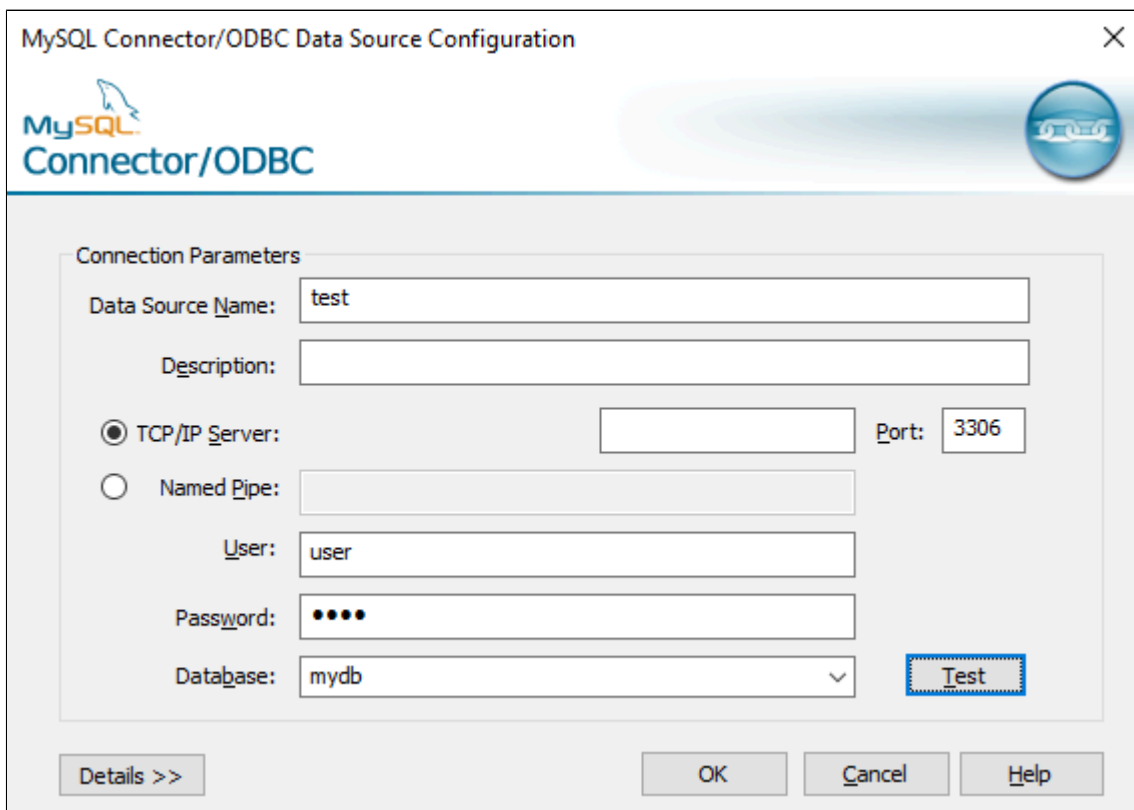 MySQL Connector/ODBC Data Source Configuration
MySQL
Connector/ODBC
Connection Parameters
Data Source Name: test
Description:
TCP/IP Server: Port: 3306
Named Pipe:
User: user
Password: ••••
Database: mydb Test
Details >> OK Cancel Help